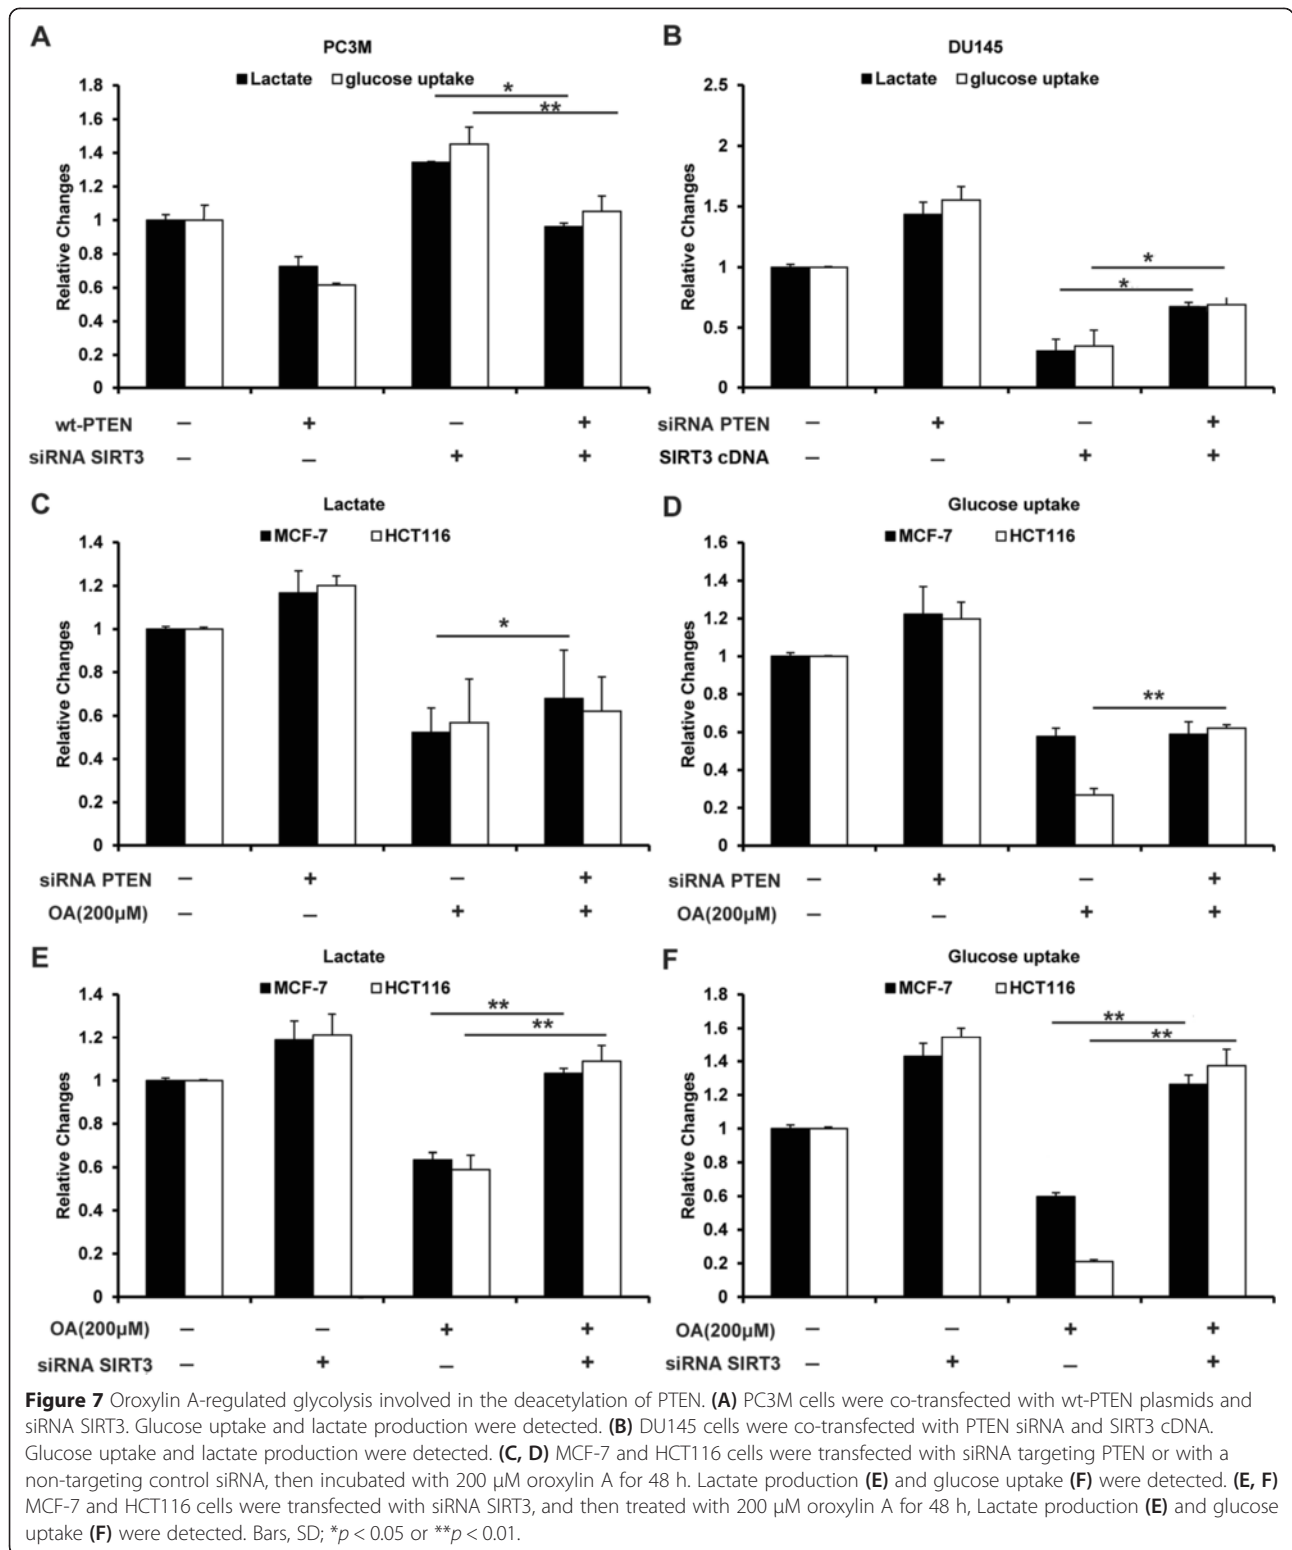 A
PC3M
Lactate glucose uptake
Relative Changes
1.8
1.6
1.4
1.2
1
0.8
0.6
0.4
0.2
0
* 
**
wt-PTEN – + – +
siRNA SIRT3 – – + +
B
DU145
Lactate glucose uptake
Relative Changes
2.5
2
1.5
1
0.5
0
*
*
siRNA PTEN – + – +
SIRT3 cDNA – – + +
C
Lactate
MCF-7 HCT116
Relative Changes
1.4
1.2
1
0.8
0.6
0.4
0.2
0
*
siRNA PTEN – + – +
OA(200µM) – – + +
D
Glucose uptake
MCF-7 HCT116
Relative Changes
1.6
1.4
1.2
1
0.8
0.6
0.4
0.2
0
**
siRNA PTEN – + – +
OA(200µM) – – + +
E
Lactate
MCF-7 HCT116
Relative Changes
1.4
1.2
1
0.8
0.6
0.4
0.2
0
**
**
OA(200µM) – – + +
siRNA SIRT3 – + – +
F
Glucose uptake
MCF-7 HCT116
Relative Changes
1.8
1.6
1.4
1.2
1
0.8
0.6
0.4
0.2
0
**
**
OA(200µM) – – + +
siRNA SIRT3 – + – +
Figure 7 Oroxylin A-regulated glycolysis involved in the deacetylation of PTEN. (A) PC3M cells were co-transfected with wt-PTEN plasmids and
siRNA SIRT3. Glucose uptake and lactate production were detected. (B) DU145 cells were co-transfected with PTEN siRNA and SIRT3 cDNA.
Glucose uptake and lactate production were detected. (C, D) MCF-7 and HCT116 cells were transfected with siRNA targeting PTEN or with a
non-targeting control siRNA, then incubated with 200 µM oroxylin A for 48 h. Lactate production (E) and glucose uptake (F) were detected. (E, F)
MCF-7 and HCT116 cells were transfected with siRNA SIRT3, and then treated with 200 µM oroxylin A for 48 h, Lactate production (E) and glucose
uptake (F) were detected. Bars, SD; *p < 0.05 or **p < 0.01.